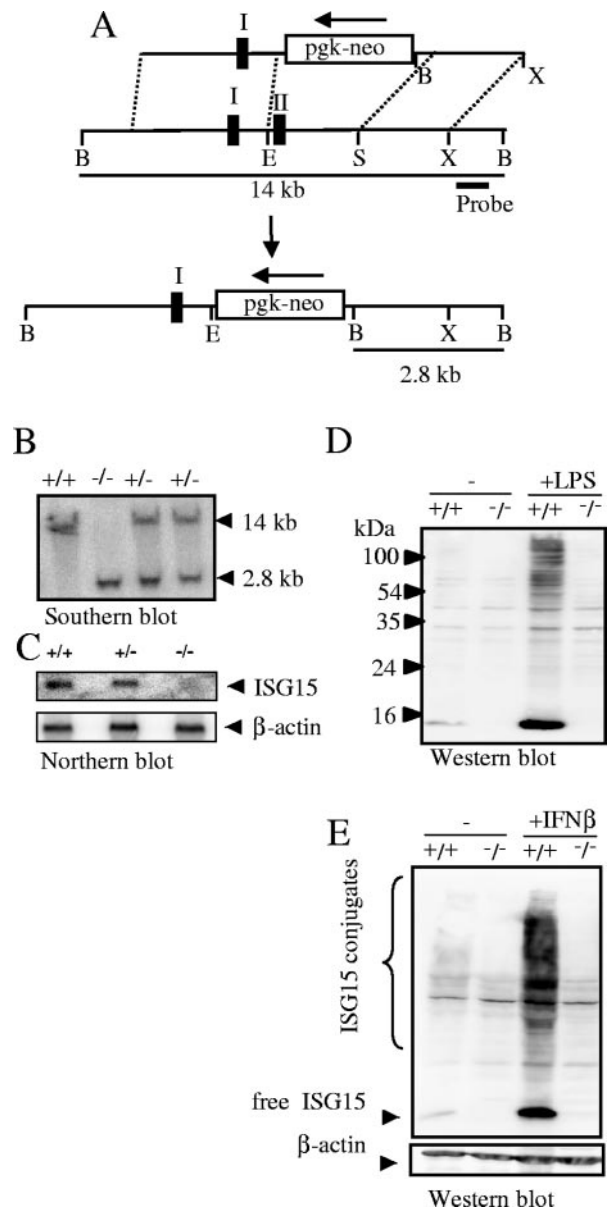 A
I
pgk-neo
B
X
I
II
B
E
S
X
B
14 kb
Probe
I
pgk-neo
B
E
B
X
B
2.8 kb
B
+/+ -/- +/- +/-
14 kb
2.8 kb
Southern blot
C
+/+ +/- -/-
ISG15
β-actin
Northern blot
D
- +LPS
+/+ -/- +/+ -/-
kDa
100
54
35
24
16
Western blot
E
- +IFNβ
+/+ -/- +/+ -/-
ISG15 conjugates
free ISG15
β-actin
Western blot